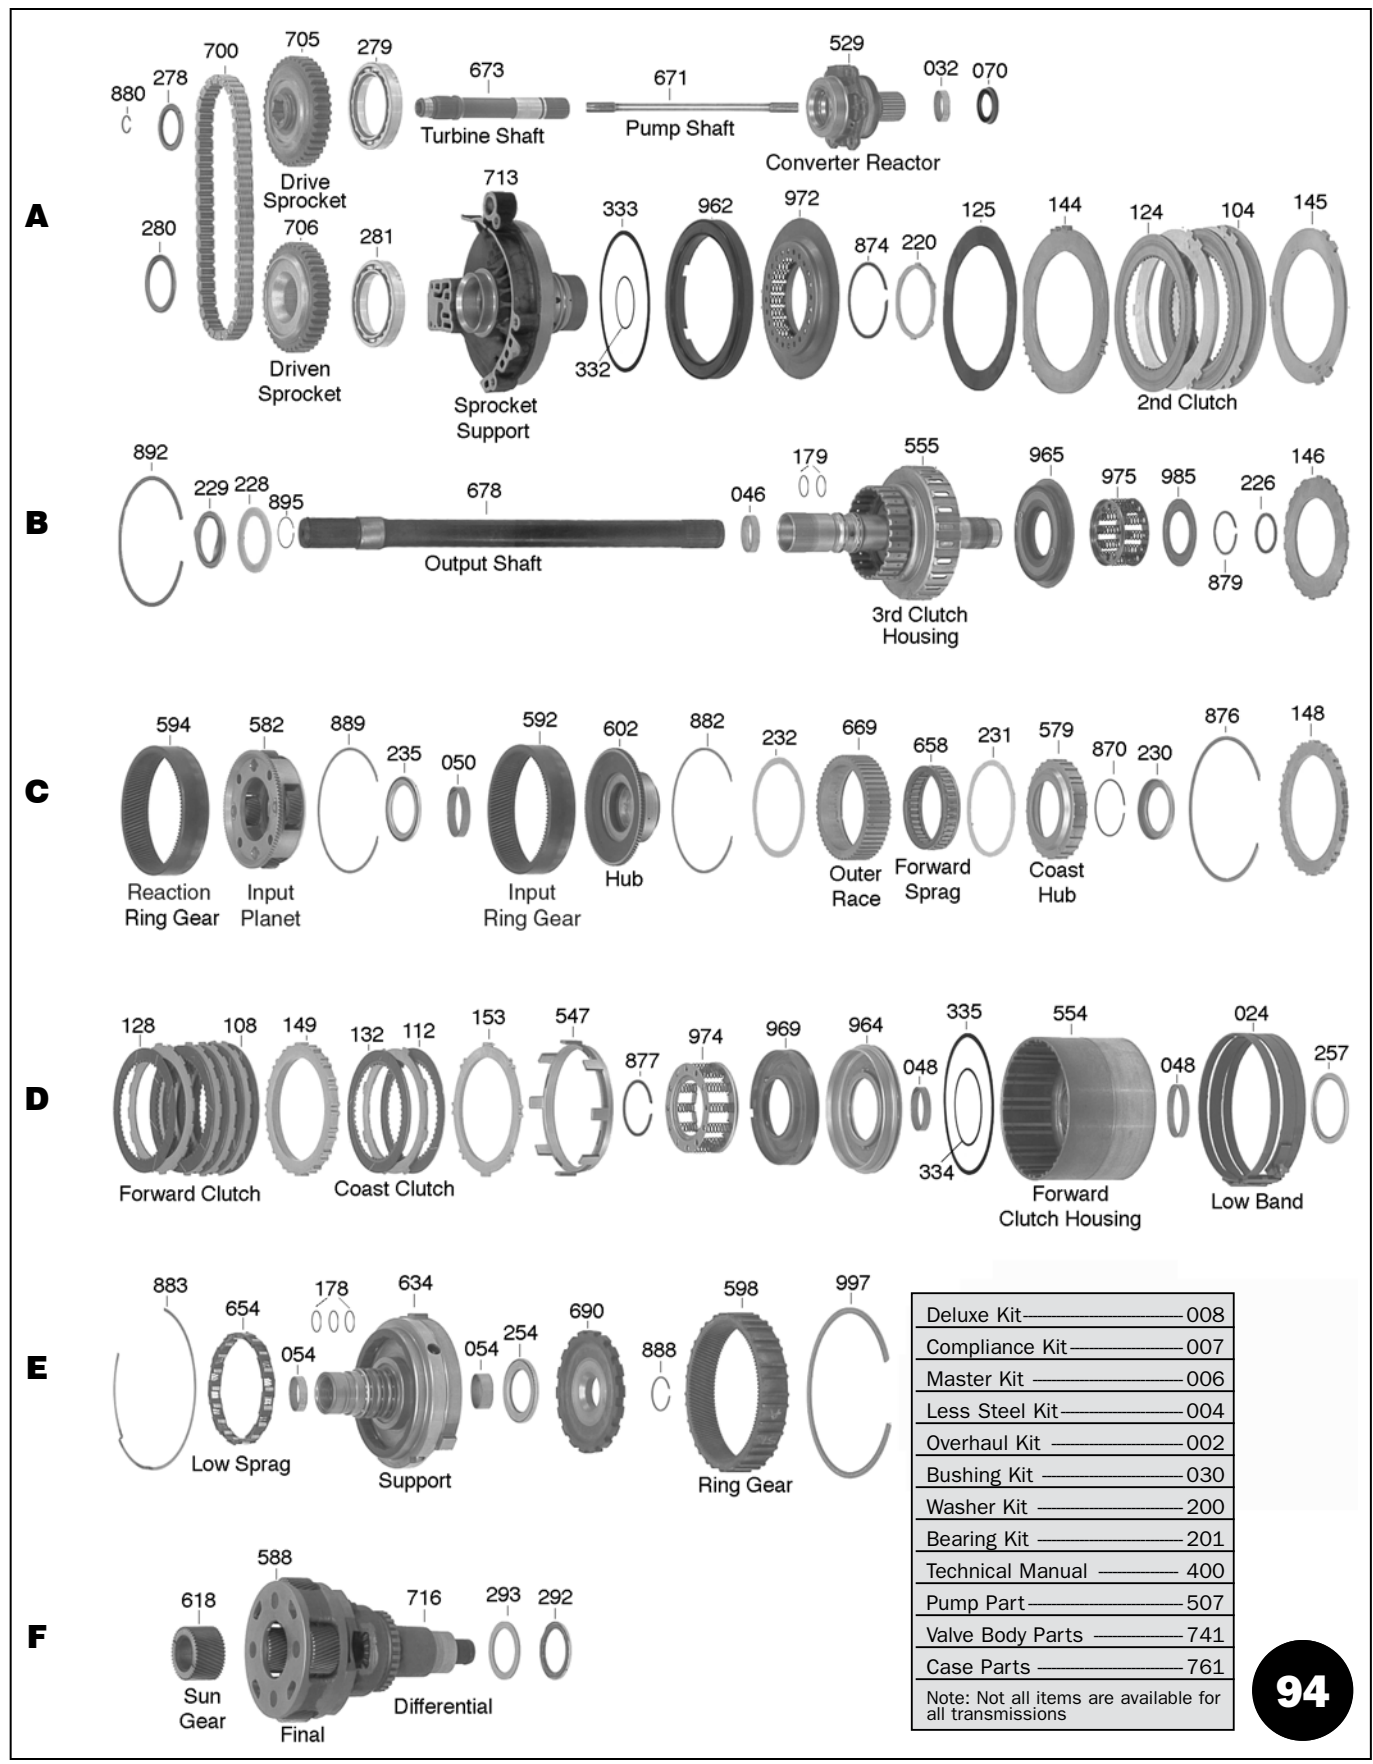 700
705
279
673
671
529
032
070
880
278
Turbine Shaft
Pump Shaft
Converter Reactor
Drive
Sprocket
713
A
280
706
281
333
962
972
874
220
125
144
124
104
145
332
Driven
Sprocket
Sprocket
Support
2nd Clutch
892
229
228
895
678
046
179
555
965
975
985
226
146
B
Output Shaft
879
3rd Clutch
Housing
594
582
889
235
050
592
602
882
232
669
658
231
579
870
230
876
148
C
Reaction
Ring Gear
Input
Planet
Input
Ring Gear
Hub
Outer
Race
Forward
Sprag
Coast
Hub
128
108
149
132
112
153
547
877
974
969
964
048
335
554
048
024
257
D
334
Forward Clutch
Coast Clutch
Forward
Clutch Housing
Low Band
883
654
054
178
634
054
254
690
888
598
997
E
Low Sprag
Support
Ring Gear
Deluxe Kit 008
Compliance Kit 007
Master Kit 006
Less Steel Kit 004
Overhaul Kit 002
Bushing Kit 030
Washer Kit 200
Bearing Kit 201
Technical Manual 400
Pump Part 507
Valve Body Parts 741
Case Parts 761
Note: Not all items are available for
all transmissions
618
588
716
293
292
F
Sun
Gear
Final
Differential
94